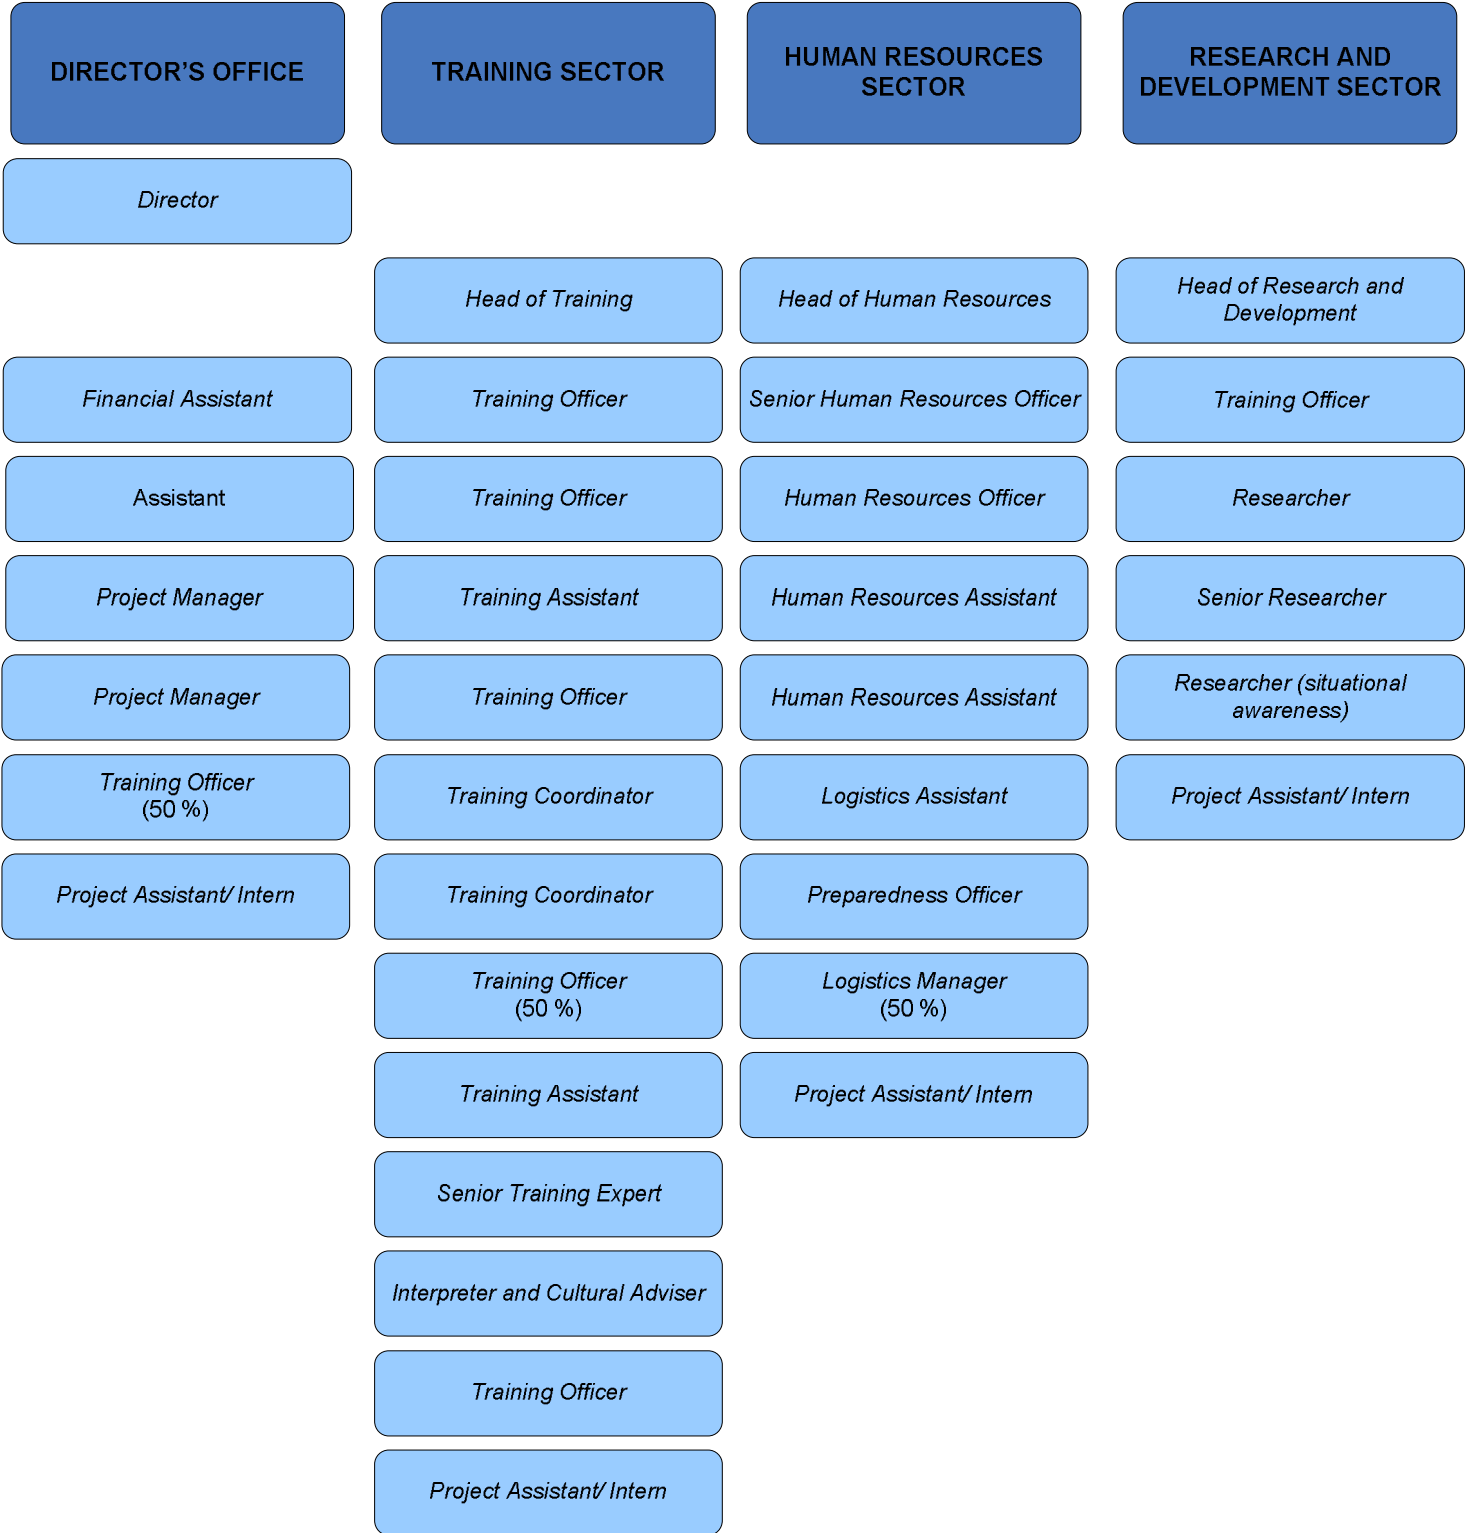 DIRECTOR’S OFFICE
Director
Financial Assistant
Assistant
Project Manager
Project Manager
Training Officer
(50 %)
Project Assistant/ Intern
TRAINING SECTOR
Head of Training
Training Officer
Training Officer
Training Assistant
Training Officer
Training Coordinator
Training Coordinator
Training Officer
(50 %)
Training Assistant
Senior Training Expert
Interpreter and Cultural Adviser
Training Officer
Project Assistant/ Intern
HUMAN RESOURCES
SECTOR
Head of Human Resources
Senior Human Resources Officer
Human Resources Officer
Human Resources Assistant
Human Resources Assistant
Logistics Assistant
Preparedness Officer
Logistics Manager
(50 %)
Project Assistant/ Intern
RESEARCH AND
DEVELOPMENT SECTOR
Head of Research and
Development
Training Officer
Researcher
Senior Researcher
Researcher (situational
awareness)
Project Assistant/ Intern